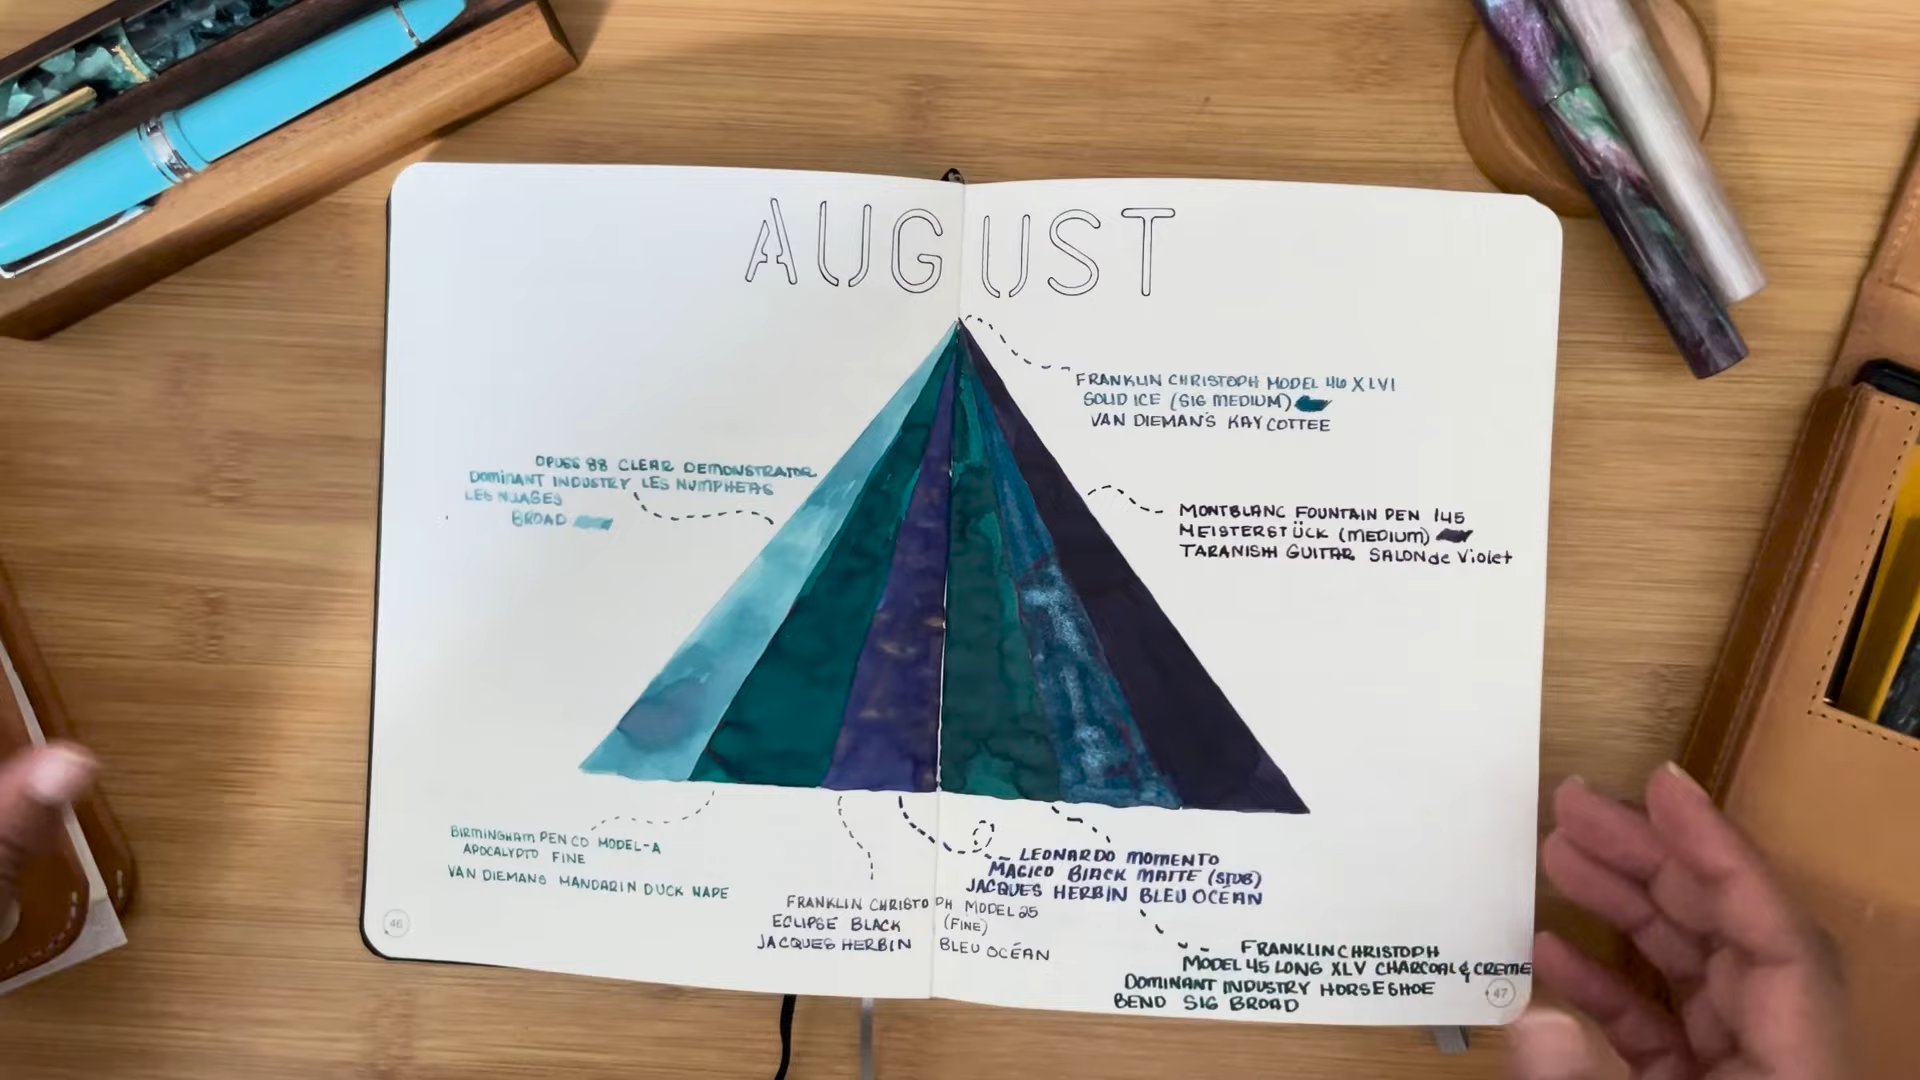 AUGUST
FRANKLIN CHRISTOPH MODEL 46 XLVI
SOLID ICE (SIG MEDIUM)
VAN DIEMAN'S KAY COTTEE
OPUSS 88 CLEAR DEMONSTRATOR
DOMINANT INDUSTRY LES NUMPHEAS
LES NUAGES
BROAD
MONTBLANC FOUNTAIN PEN 145
MEISTERSTÜCK (MEDIUM)
TARANISH GUITAR SALON de Violet
BIRMINGHAM PEN CO MODEL-A
APOCALYPTO FINE
VAN DIEMANS MANDARIN DUCK NAPE
FRANKLIN CHRISTOPH MODEL 25
ECLIPSE BLACK (FINE)
JACQUES HERBIN BLEU OCÉAN
LEONARDO MOMENTO
MAGICO BLACK MATTE (STUB)
JACQUES HERBIN BLEU OCÉAN
FRANKLIN CHRISTOPH
MODEL 45 LONG XLV CHARCOAL & CREME
DOMINANT INDUSTRY HORSESHOE
BEND SIG BROAD
46
47